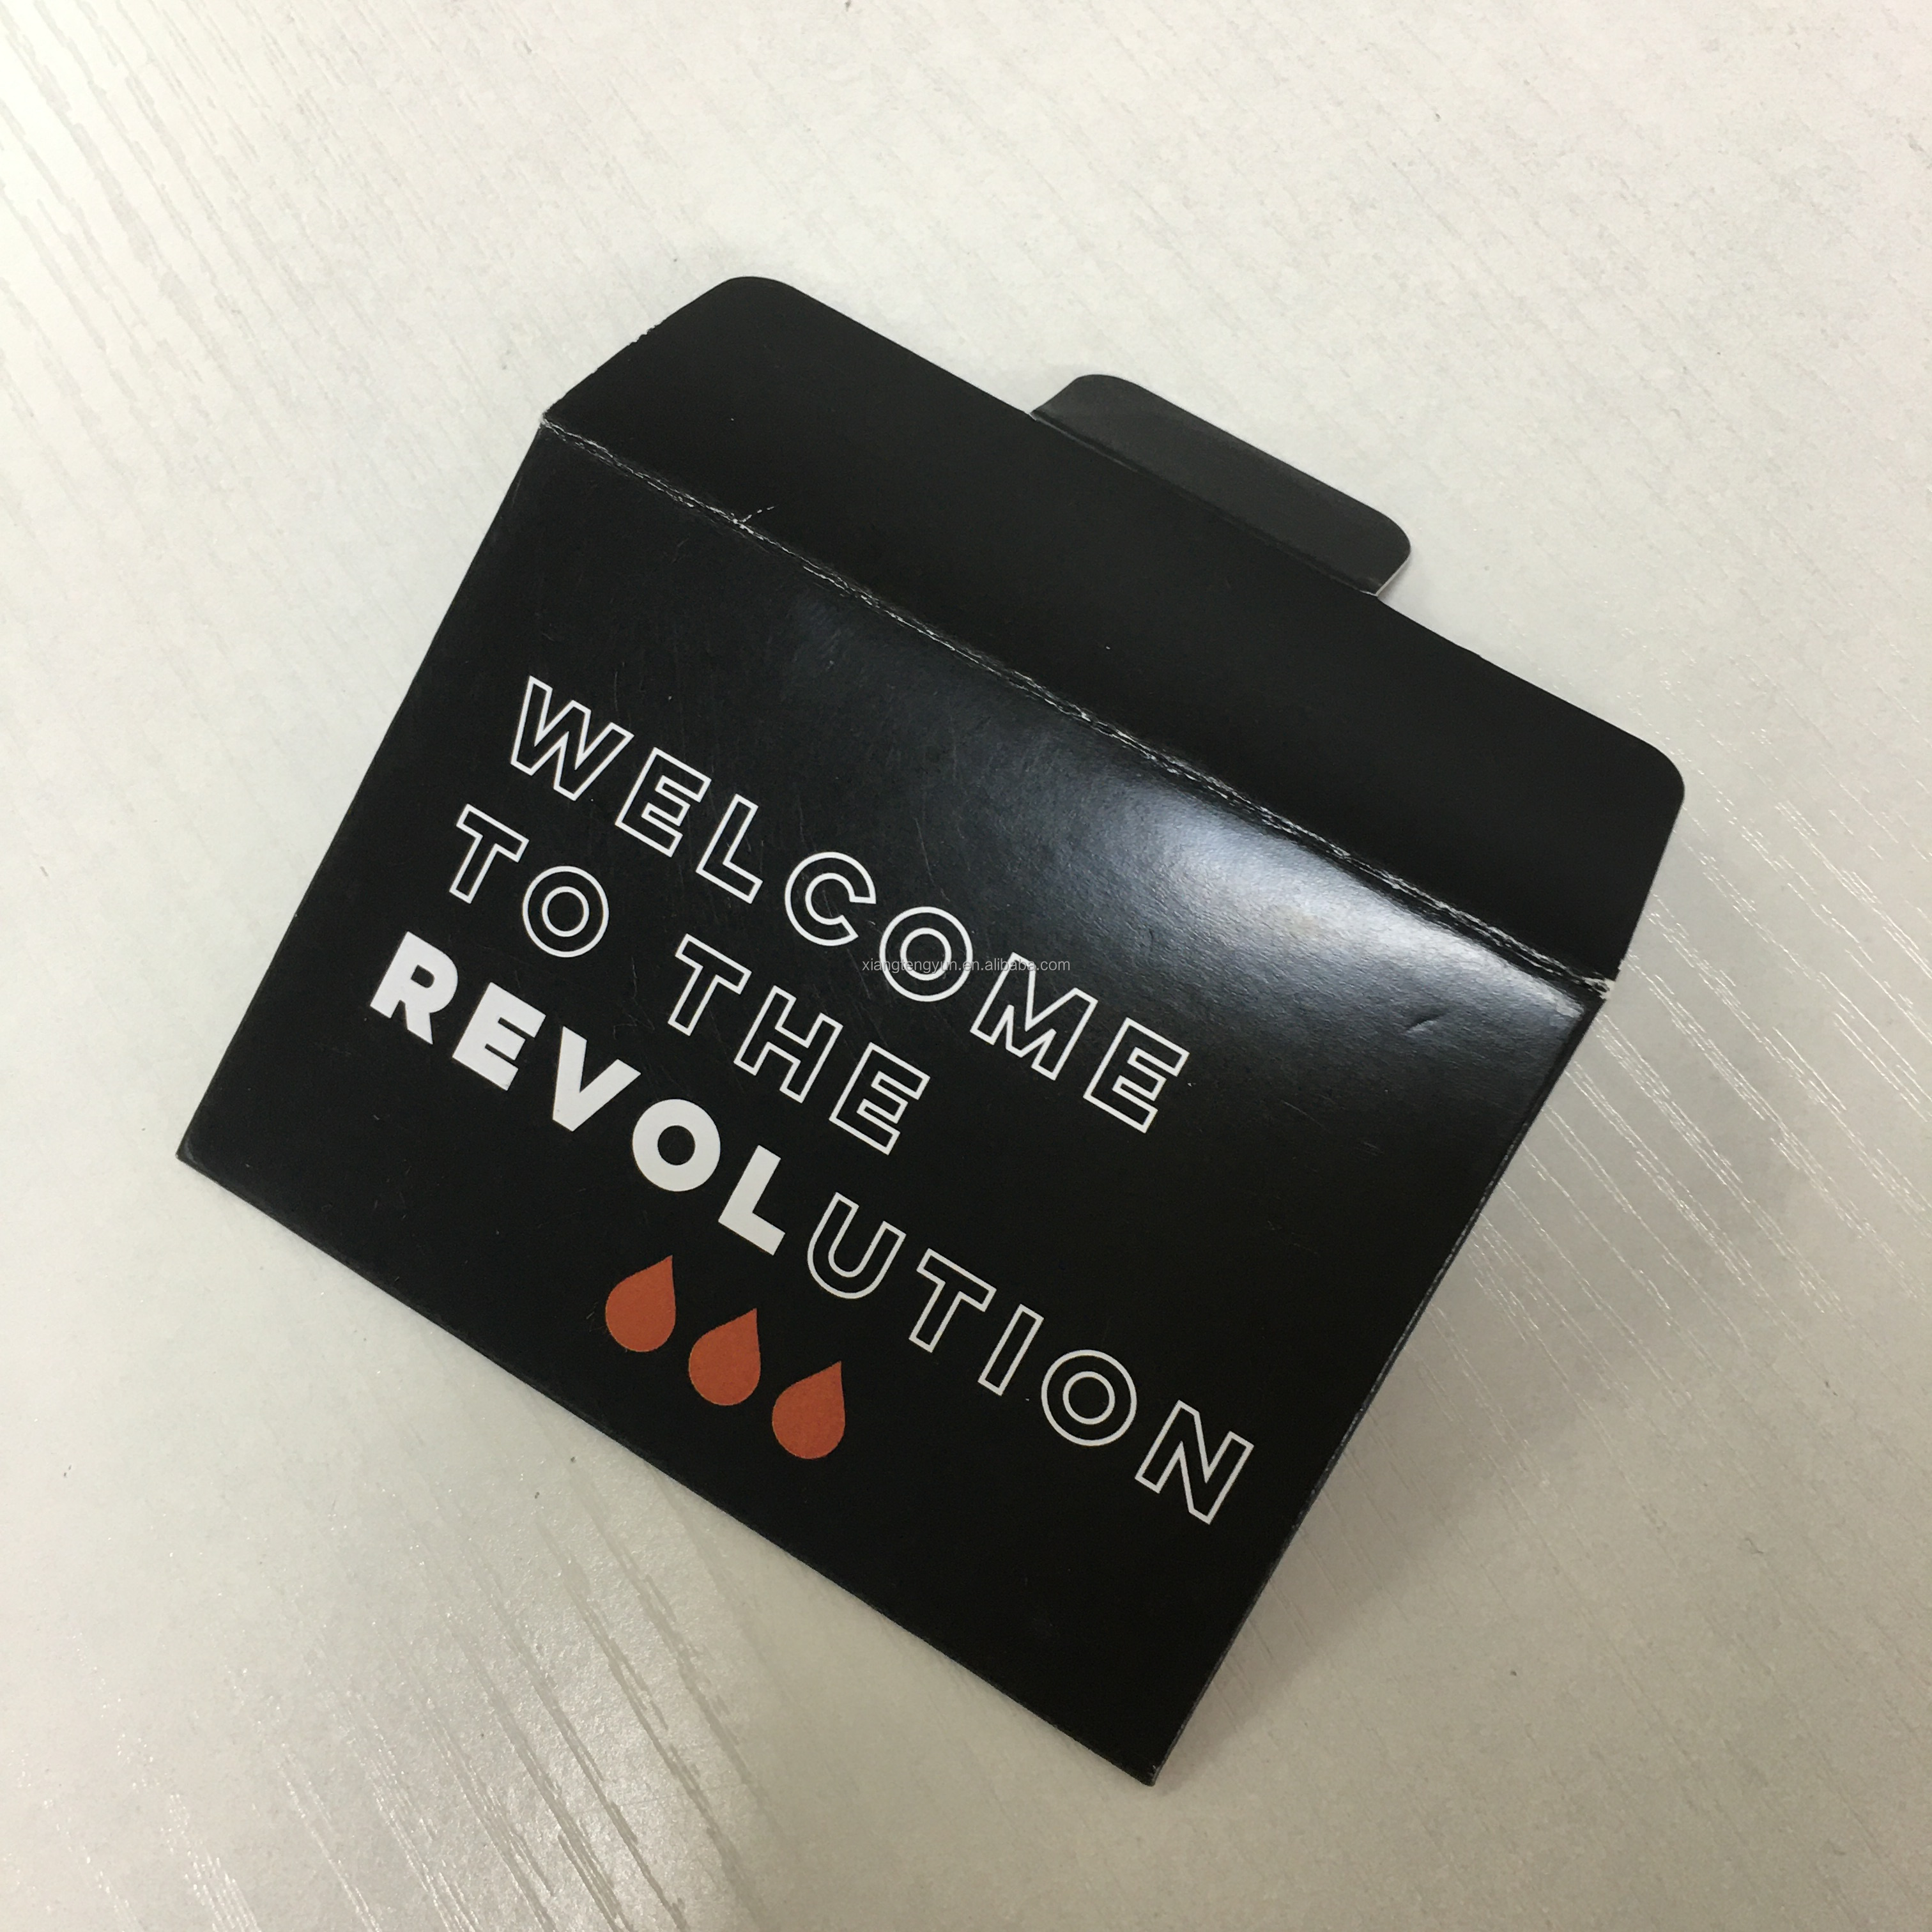 WELCOME
TO THE
REVOLUTION
xiangtengyun.en.alibaba.com